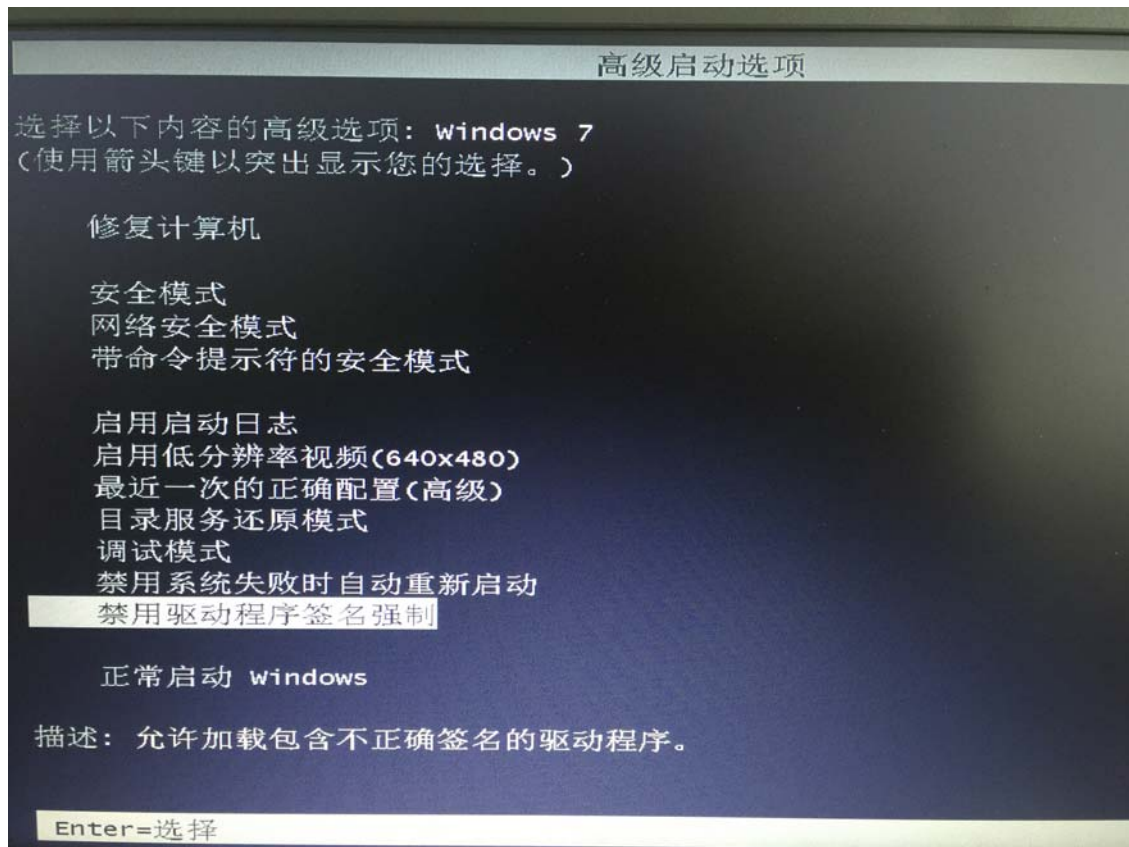 高级启动选项
选择以下内容的高级选项: Windows 7
(使用箭头键以突出显示您的选择。)
修复计算机
安全模式
网络安全模式
带命令提示符的安全模式
启用启动日志
启用低分辨率视频(640x480)
最近一次的正确配置(高级)
目录服务还原模式
调试模式
禁用系统失败时自动重新启动
禁用驱动程序签名强制
正常启动 Windows
描述: 允许加载包含不正确签名的驱动程序。
Enter=选择